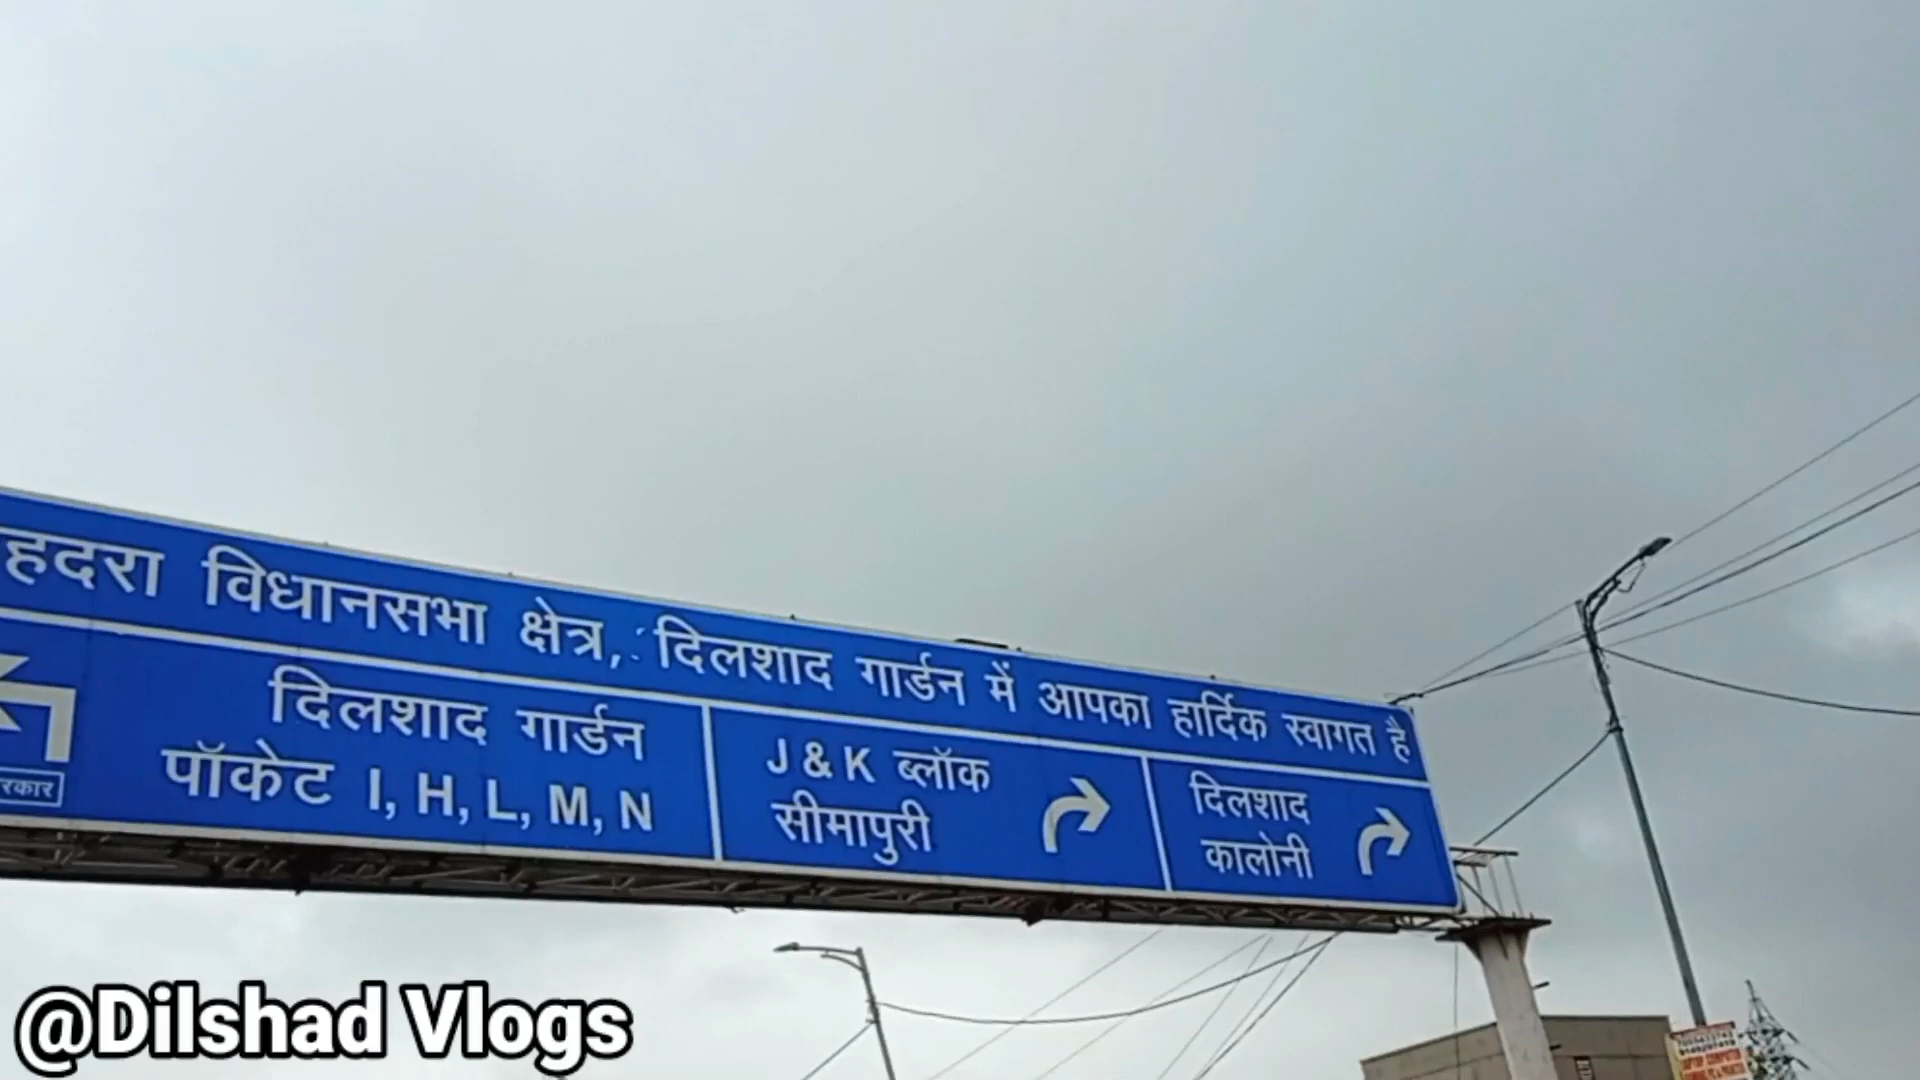 हदरा विधानसभा क्षेत्र, दिलशाद गार्डन में आपका हार्दिक स्वागत है
दिलशाद गार्डन
पॉकेट I, H, L, M, N
रकार
J & K ब्लॉक
सीमापुरी
दिलशाद
कालोनी
@Dilshad Vlogs